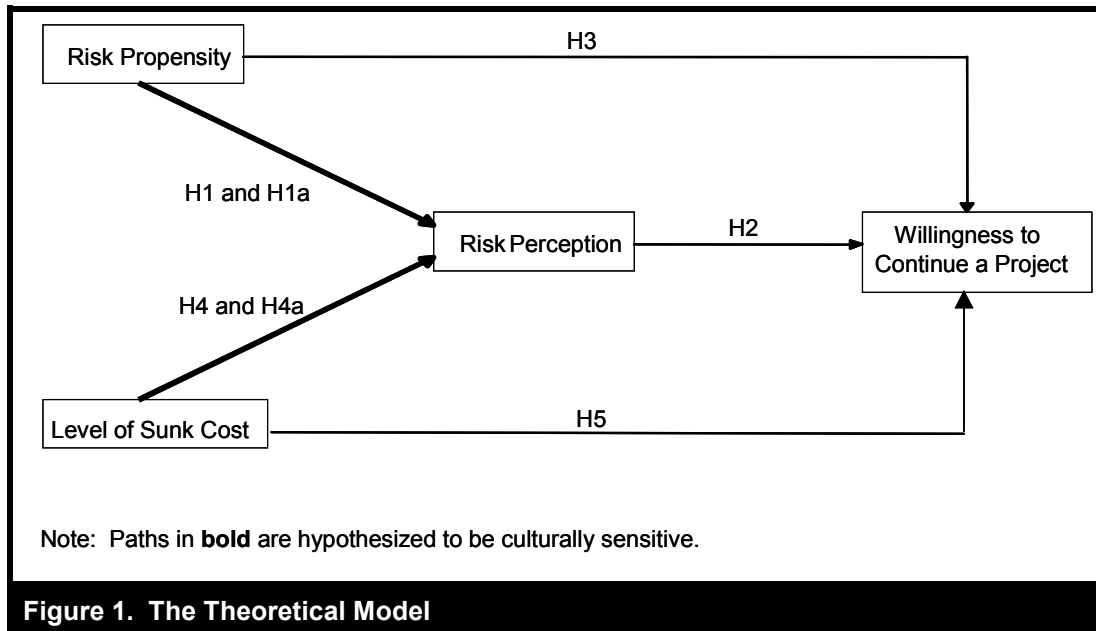 Risk Propensity
H3
H1 and H1a
Risk Perception
H2
Willingness to
Continue a Project
H4 and H4a
Level of Sunk Cost
H5
Note: Paths in bold are hypothesized to be culturally sensitive.
Figure 1. The Theoretical Model